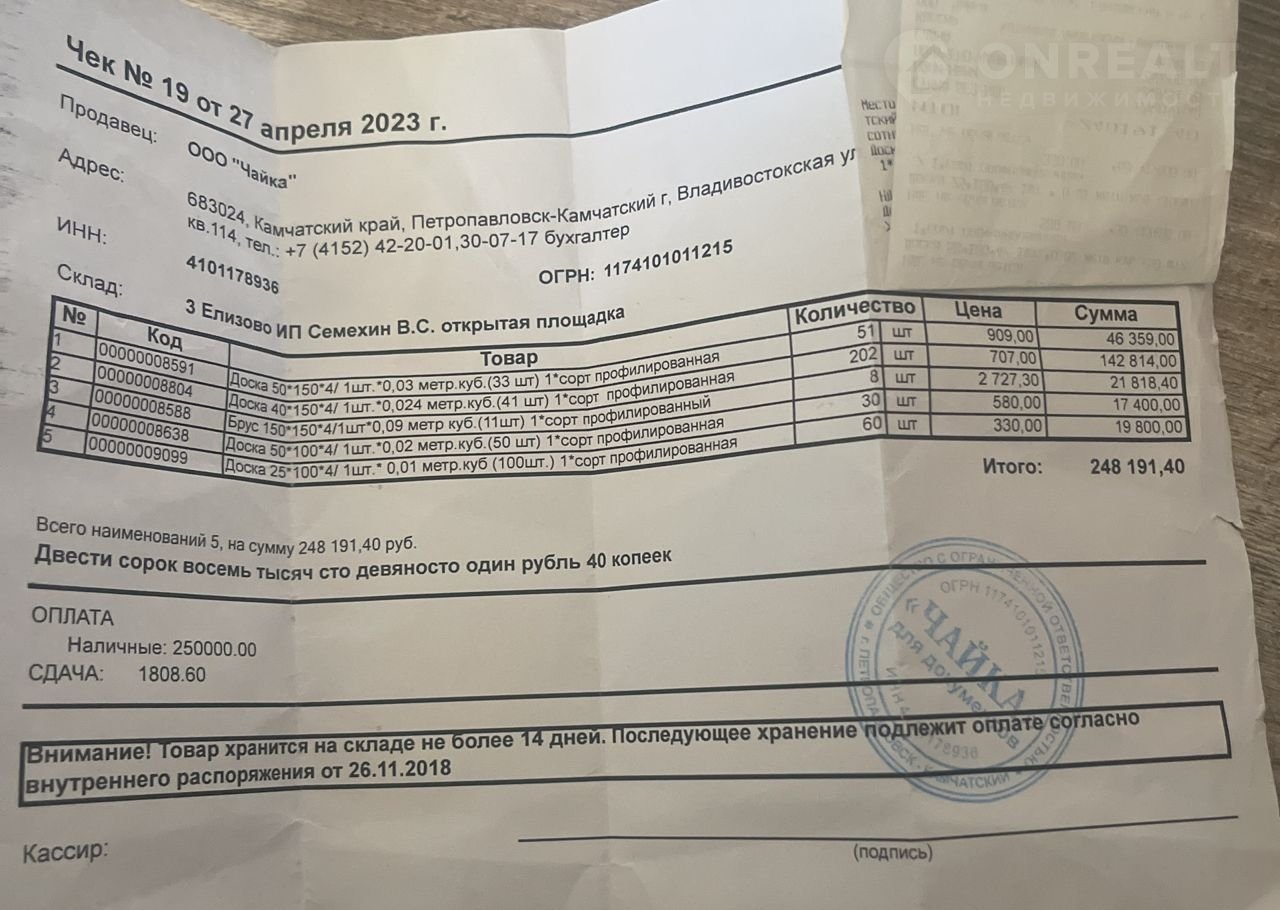 Чек № 19 от 27 апреля 2023 г.
Продавец: ООО "Чайка"
Адрес: 683024, Камчатский край, Петропавловск-Камчатский г, Владивостокская ул
кв.114, тел.: +7 (4152) 42-20-01,30-07-17 бухгалтер
ИНН: 4101178936 ОГРН: 1174101011215
Склад: 3 Елизово ИП Семехин В.С. открытая площадка
№ Код Товар Количество Цена Сумма
1 00000008591 Доска 50*150*4/ 1шт.*0,03 метр.куб.(33 шт) 1*сорт профилированная 51 шт 909,00 46 359,00
2 00000008804 Доска 40*150*4/ 1шт.*0,024 метр.куб.(41 шт) 1*сорт профилированная 202 шт 707,00 142 814,00
3 00000008588 Брус 150*150*4/1шт*0,09 метр куб.(11шт) 1*сорт профилированный 8 шт 2 727,30 21 818,40
4 00000008638 Доска 50*100*4/ 1шт.*0,02 метр.куб.(50 шт) 1*сорт профилированная 30 шт 580,00 17 400,00
5 00000009099 Доска 25*100*4/ 1шт.* 0,01 метр.куб (100шт.) 1*сорт профилированная 60 шт 330,00 19 800,00
Итого: 248 191,40
Всего наименований 5, на сумму 248 191,40 руб.
Двести сорок восемь тысяч сто девяносто один рубль 40 копеек
ОПЛАТА
Наличные: 250000.00
СДАЧА: 1808.60
Внимание! Товар хранится на складе не более 14 дней. Последующее хранение подлежит оплате согласно
внутреннего распоряжения от 26.11.2018
Кассир:
(подпись)
ОГРН 1174101011215
«ЧАЙКА
для документов
ONREALT
НЕДВИЖИМОСТ